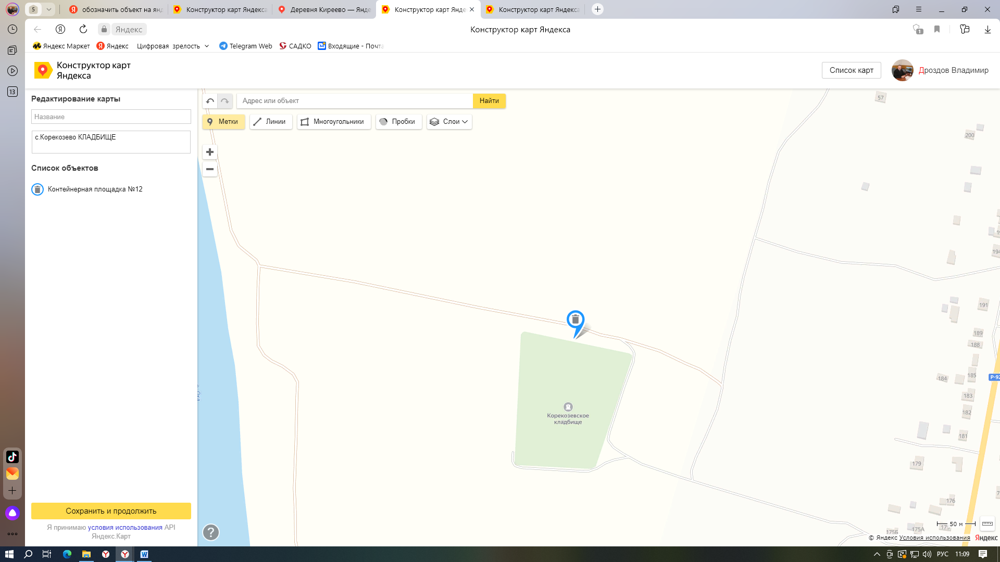 5
обозначить объект на янд
Конструктор карт Яндекса
Деревня Киреево — Янде
Конструктор карт Янде
Конструктор карт Яндекса
Яндекс
Конструктор карт Яндекса
1
Яндекс Маркет
Яндекс
Цифровая зрелость
Telegram Web
САДКО
Входящие - Почта
13
Конструктор карт
Яндекса
Список карт
Дроздов Владимир
Редактирование карты
Название
с.Корекозево КЛАДБИЩЕ
Список объектов
Контейнерная площадка №12
Адрес или объект
Найти
Метки
Линии
Многоугольники
Пробки
Слои
57
200
194
191
189
188
185
184
Р-92
183
182
181
179
176
175Б
175А
Корекозевское
кладбище
Сохранить и продолжить
Я принимаю условия использования API
Яндекс.Карт
?
50 м
© Яндекс Условия использования
Яндекс
РУС
11:09